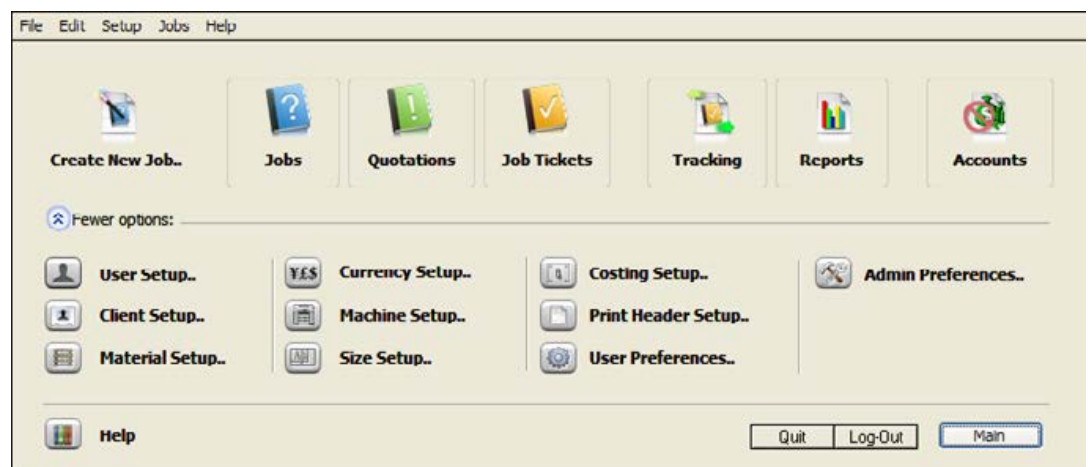 File Edit Setup Jobs Help
Create New Job.. Jobs Quotations Job Tickets Tracking Reports Accounts
Fewer options:
User Setup.. ¥£$ Currency Setup.. Costing Setup.. Admin Preferences..
Client Setup.. Machine Setup.. Print Header Setup..
Material Setup.. Size Setup.. User Preferences..
Help Quit Log-Out Main